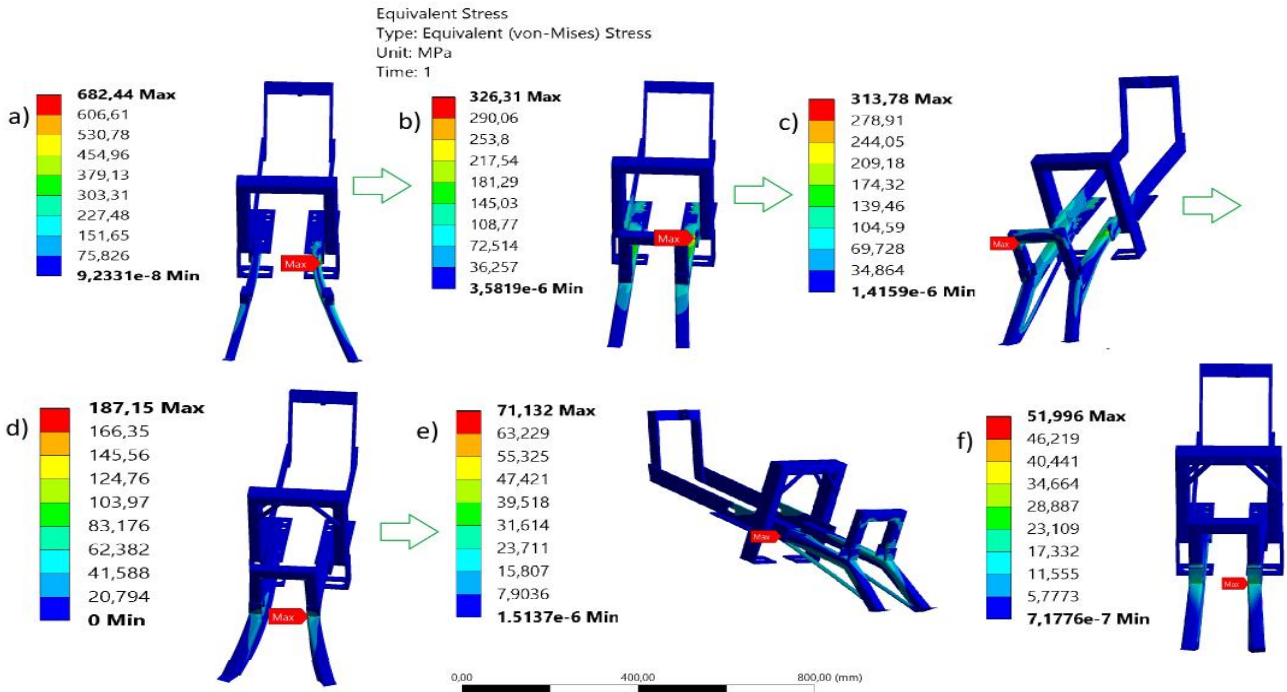 Equivalent Stress
Type: Equivalent (von-Mises) Stress
Unit: MPa
Time: 1
a)
682,44 Max
606,61
530,78
454,96
379,13
303,31
227,48
151,65
75,826
9,2331e-8 Min
Max
b)
326,31 Max
290,06
253,8
217,54
181,29
145,03
108,77
72,514
36,257
3,5819e-6 Min
Max
c)
313,78 Max
278,91
244,05
209,18
174,32
139,46
104,59
69,728
34,864
1,4159e-6 Min
Max
d)
187,15 Max
166,35
145,56
124,76
103,97
83,176
62,382
41,588
20,794
0 Min
Max
e)
71,132 Max
63,229
55,325
47,421
39,518
31,614
23,711
15,807
7,9036
1.5137e-6 Min
Max
f)
51,996 Max
46,219
40,441
34,664
28,887
23,109
17,332
11,555
5,7773
7,1776e-7 Min
Max
0,00 400,00 800,00 (mm)